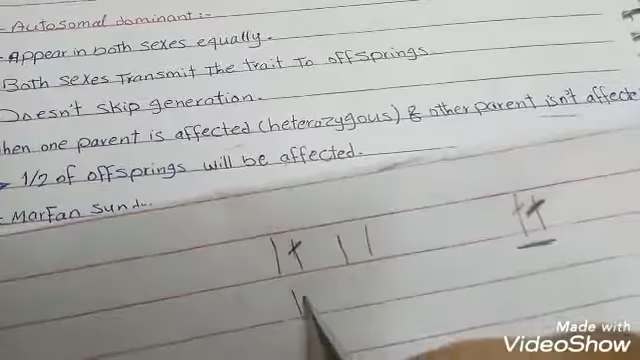 - Autosomal dominant:-
- Appear in both sexes equally.
Both sexes Transmit The trait To offsprings
Doesn't skip generation.
hen one parent is affected (heterozygous) & other parent isn't affecte
→ 1/2 of offsprings will be affected.
- Marfan
Made with
VideoShow